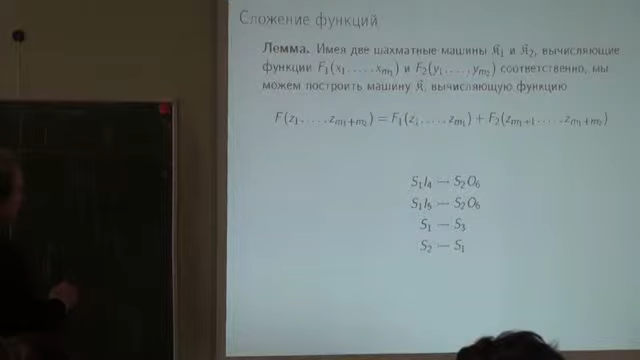 Сложение функций
Лемма. Имея две шахматные машины 𝔎₁ и 𝔎₂, вычисляющие
функции F₁(x₁, …, x_{m₁}) и F₂(y₁, …, y_{m₂}) соответственно, мы
можем построить машину 𝔎, вычисляющую функцию
F(z₁, …, z_{m₁+m₂}) = F₁(z₁, …, z_{m₁}) + F₂(z_{m₁+1}, …, z_{m₁+m₂})
S₁I₄ — S₂O₆
S₁I₅ — S₂O₆
S₁ — S₃
S₂ — S₁